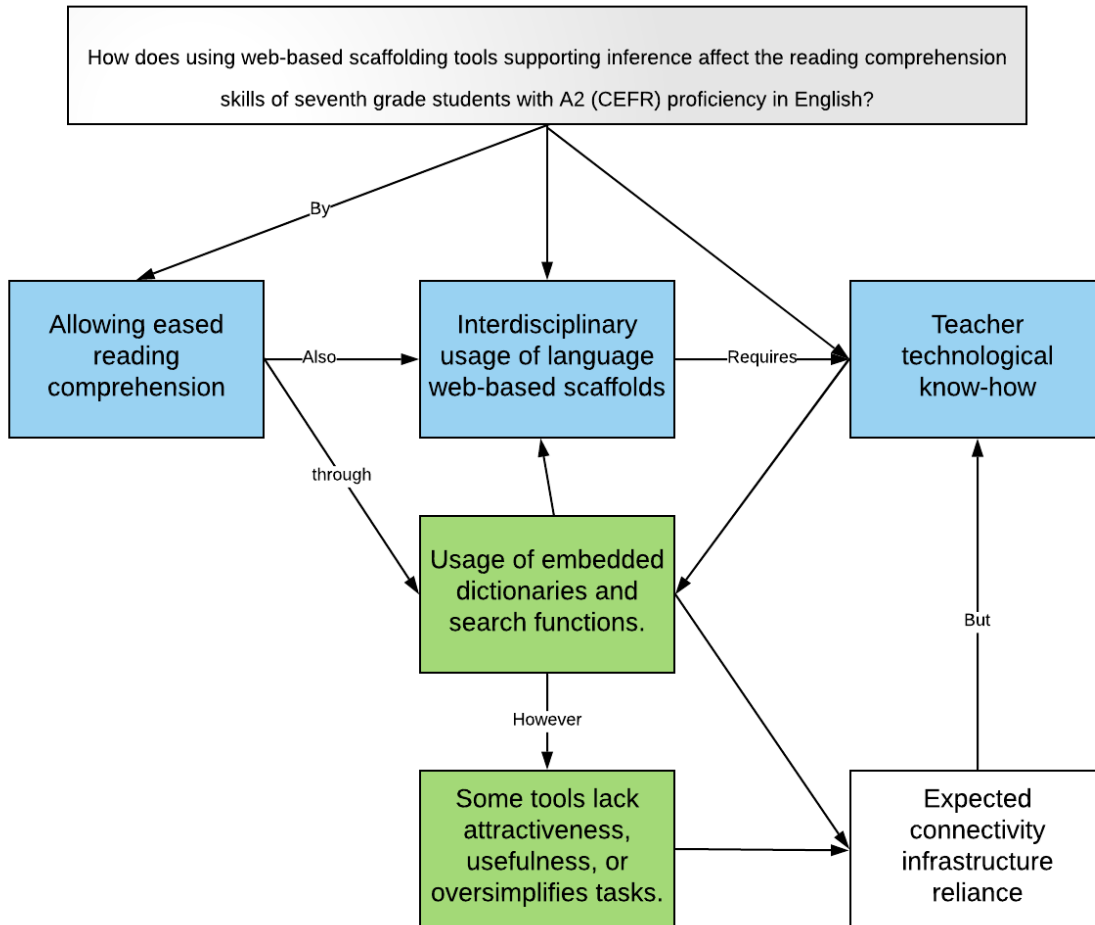 How does using web-based scaffolding tools supporting inference affect the reading comprehension
skills of seventh grade students with A2 (CEFR) proficiency in English?
By
Allowing eased
reading
comprehension
Also
Interdisciplinary
usage of language
web-based scaffolds
Requires
Teacher
technological
know-how
through
Usage of embedded
dictionaries and
search functions.
But
However
Some tools lack
attractiveness,
usefulness, or
oversimplifies tasks.
Expected
connectivity
infrastructure
reliance